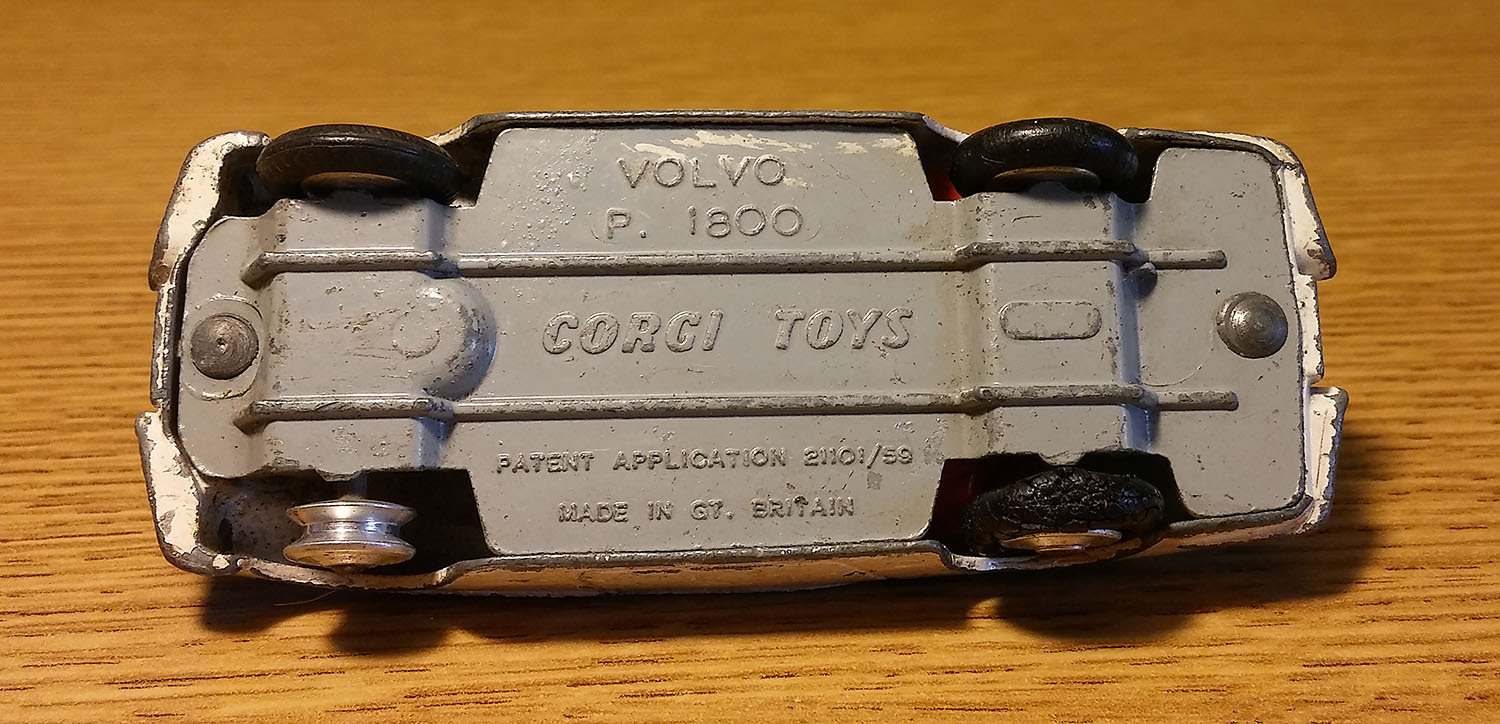 VOLVO
P. 1800
CORGI TOYS
PATENT APPLICATION 21101/59
MADE IN GT. BRITAIN